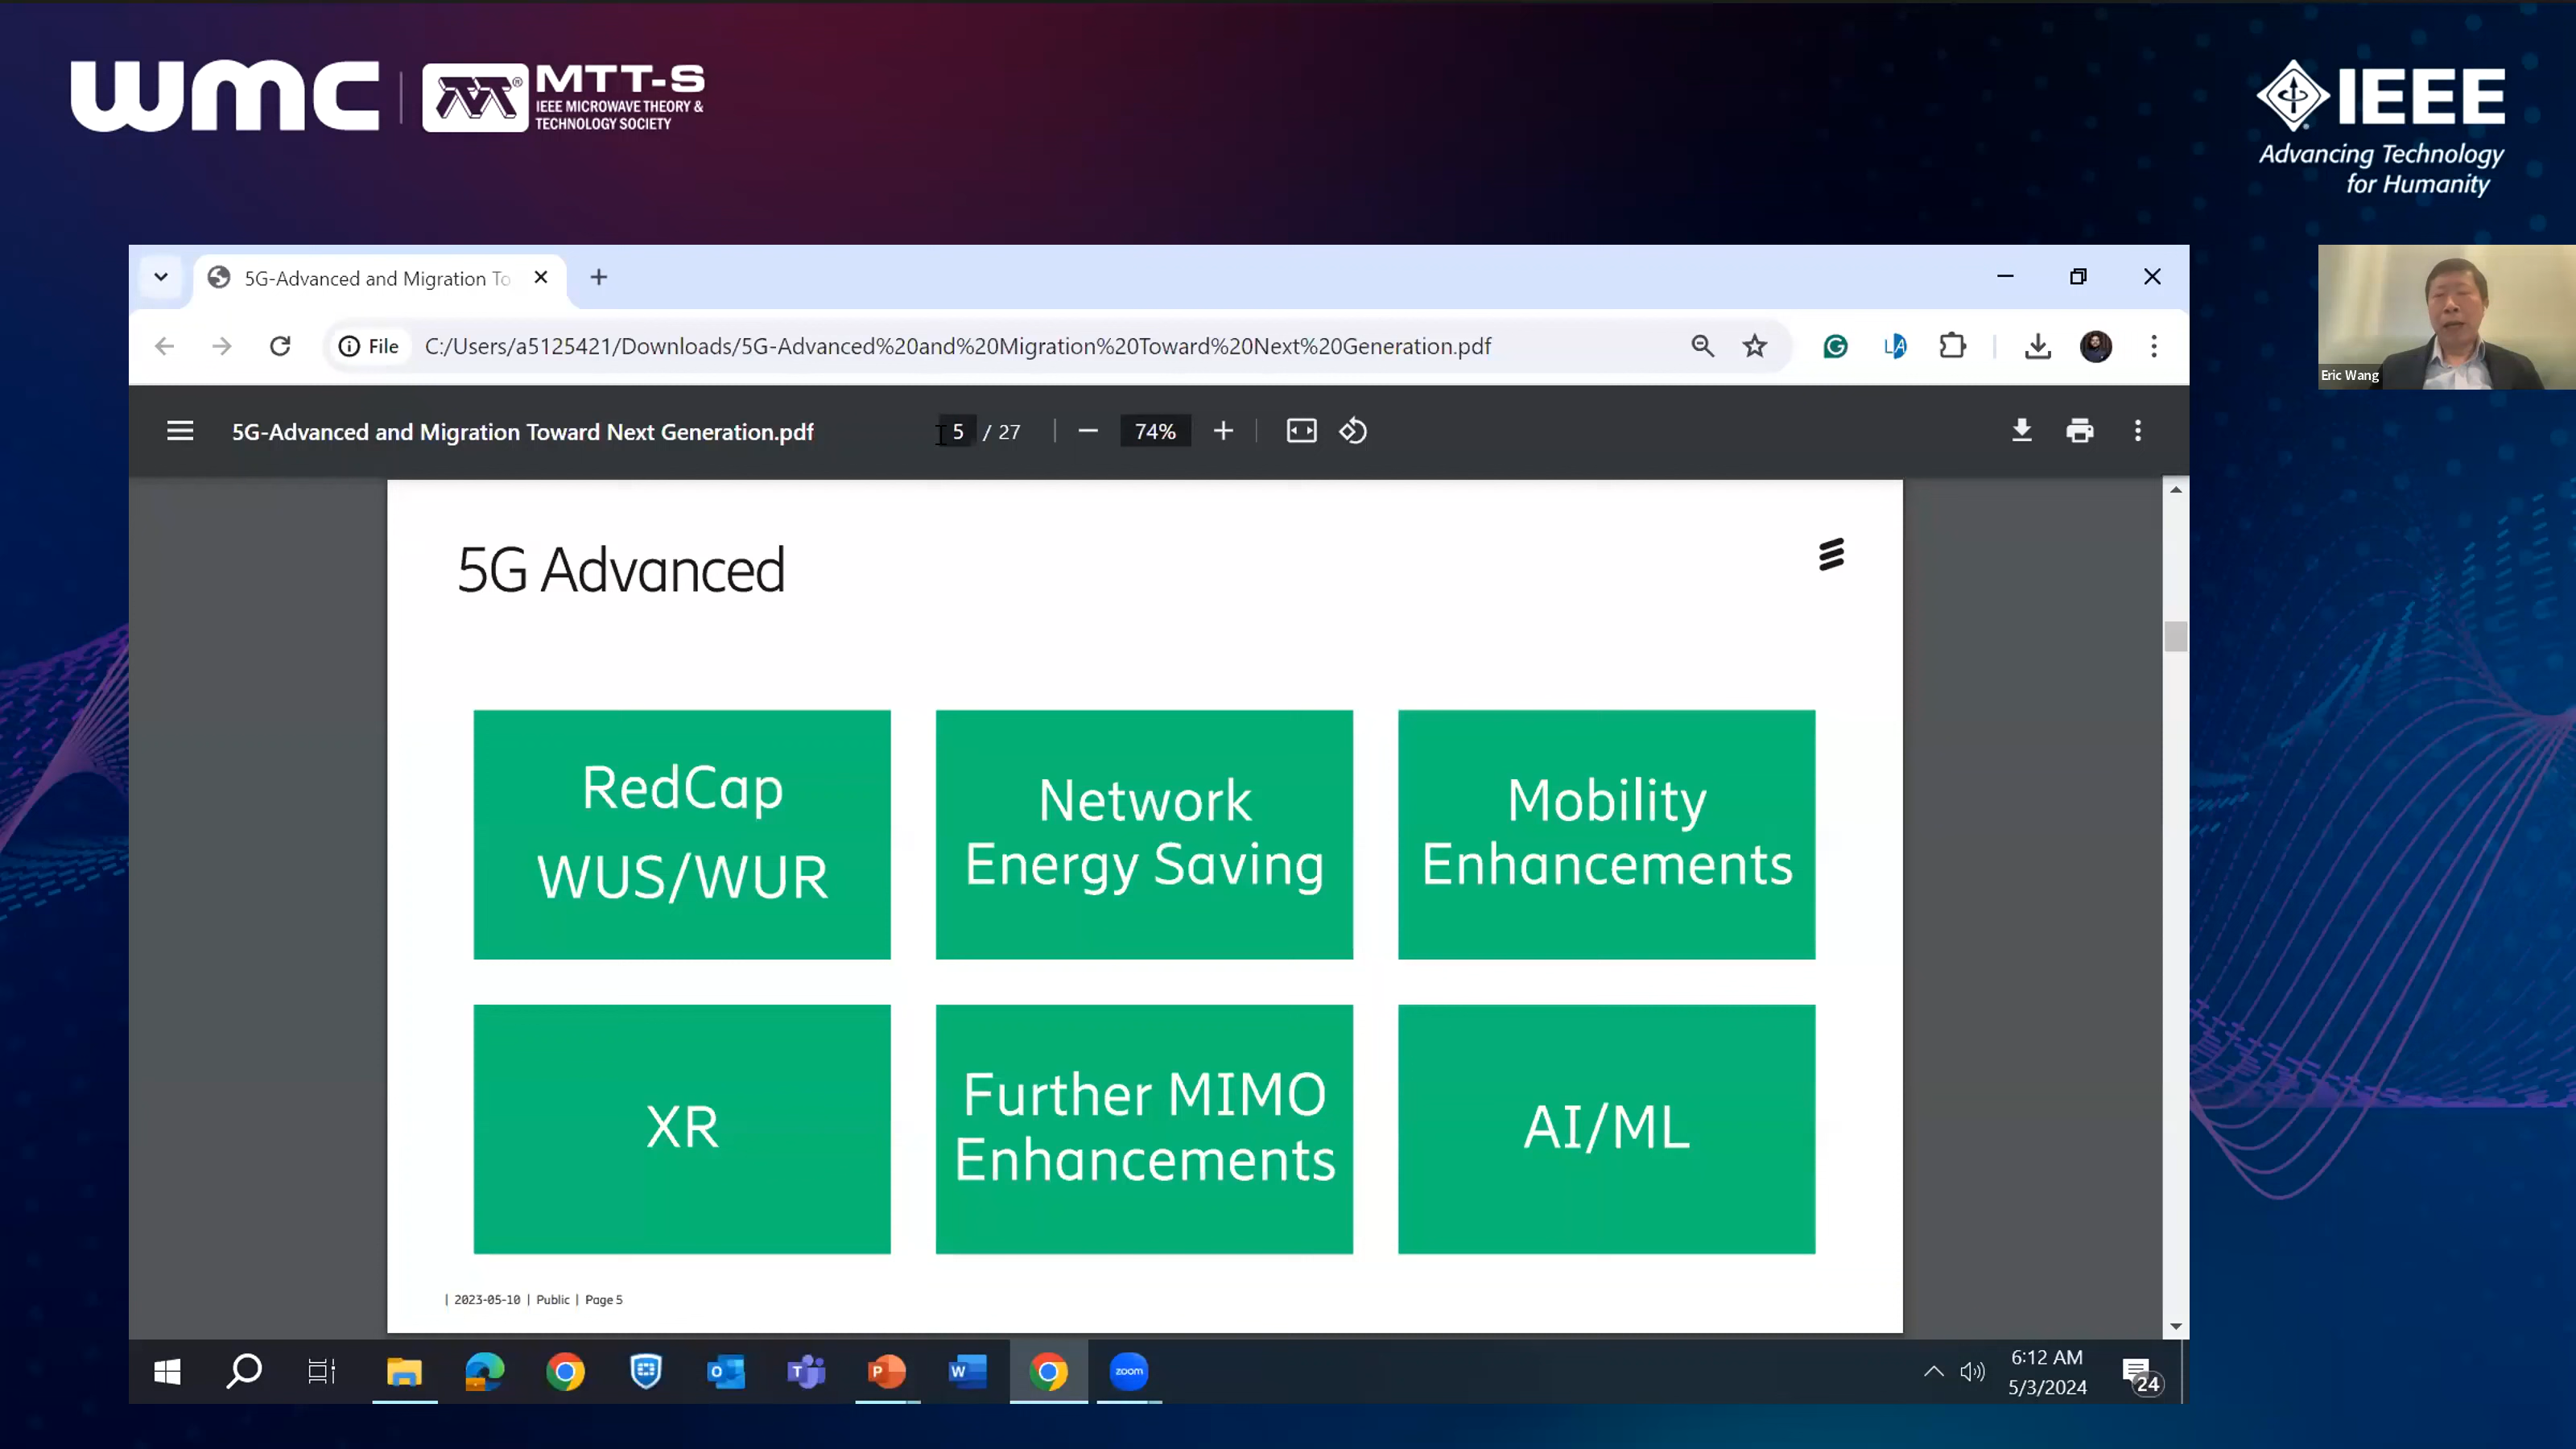 wmc
MTT-S
IEEE MICROWAVE THEORY &
TECHNOLOGY SOCIETY
IEEE
Advancing Technology
for Humanity
5G-Advanced and Migration To
File
C:/Users/a5125421/Downloads/5G-Advanced%20and%20Migration%20Toward%20Next%20Generation.pdf
Eric Wang
5G-Advanced and Migration Toward Next Generation.pdf
5 / 27
74%
5G Advanced
RedCap
WUS/WUR
Network
Energy Saving
Mobility
Enhancements
XR
Further MIMO
Enhancements
AI/ML
| 2023-05-10 | Public | Page 5
zoom
6:12 AM
5/3/2024
24